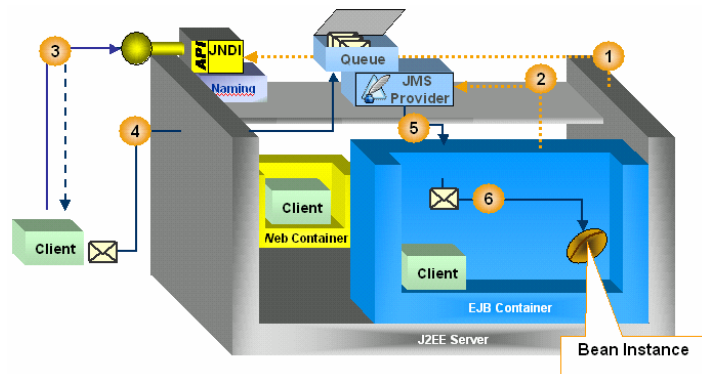 3
API
JNDI
Naming
Queue
1
JMS
Provider
2
4
5
Client
Web Container
6
Client
Client
EJB Container
J2EE Server
Bean Instance